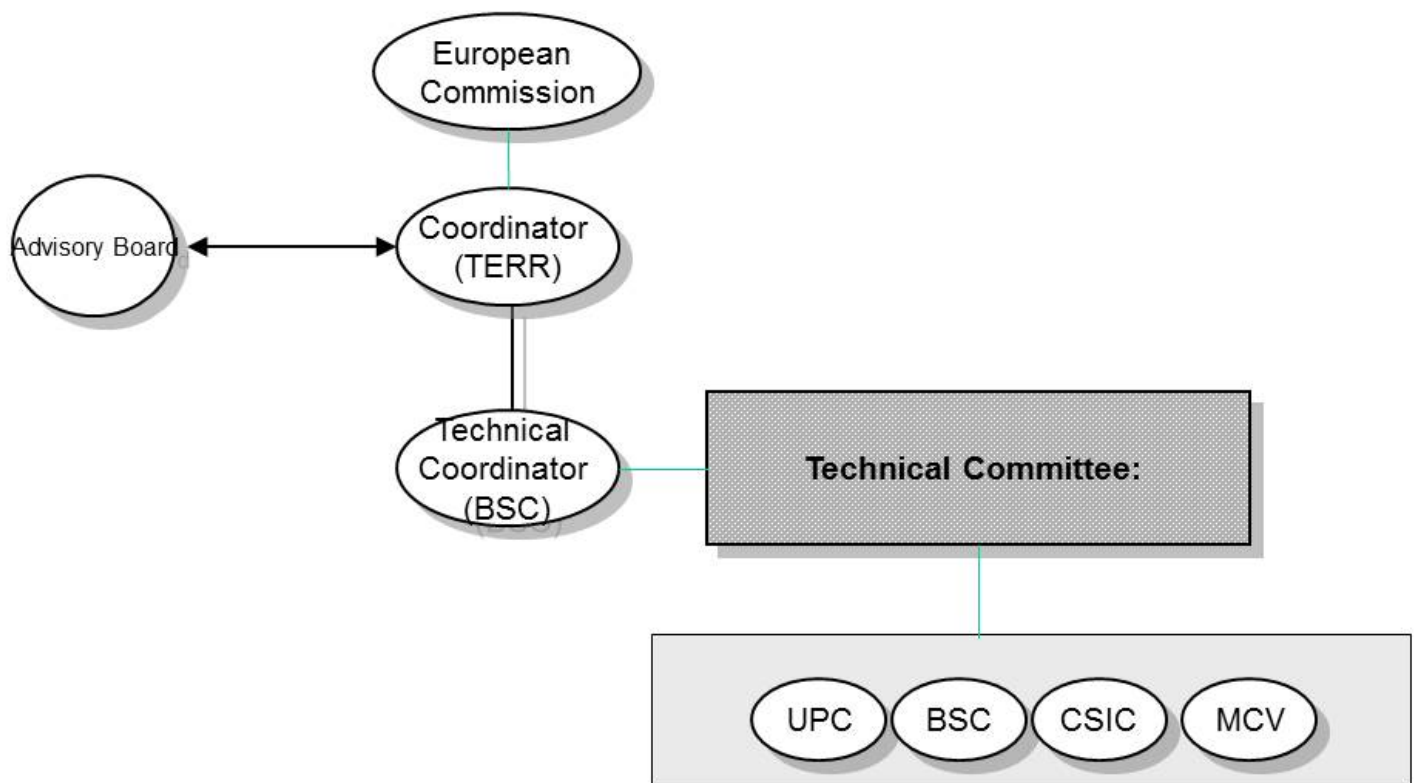 European
Commission
Advisory Board
Coordinator
(TERR)
Technical
Coordinator
(BSC)
Technical Committee:
UPC
BSC
CSIC
MCV